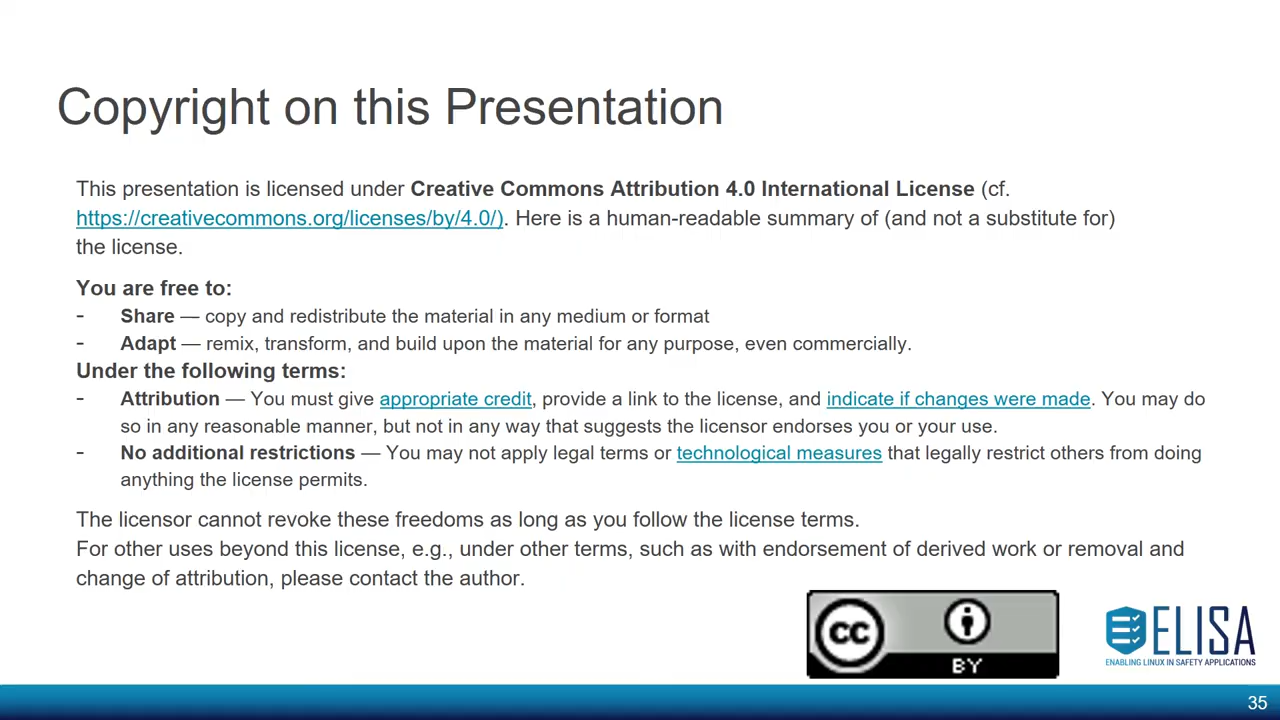 Copyright on this Presentation
This presentation is licensed under Creative Commons Attribution 4.0 International License (cf.
https://creativecommons.org/licenses/by/4.0/). Here is a human-readable summary of (and not a substitute for)
the license.
You are free to:
- Share — copy and redistribute the material in any medium or format
- Adapt — remix, transform, and build upon the material for any purpose, even commercially.
Under the following terms:
- Attribution — You must give appropriate credit, provide a link to the license, and indicate if changes were made. You may do
so in any reasonable manner, but not in any way that suggests the licensor endorses you or your use.
- No additional restrictions — You may not apply legal terms or technological measures that legally restrict others from doing
anything the license permits.
The licensor cannot revoke these freedoms as long as you follow the license terms.
For other uses beyond this license, e.g., under other terms, such as with endorsement of derived work or removal and
change of attribution, please contact the author.
CC
BY
ELISA
ENABLING LINUX IN SAFETY APPLICATIONS
35